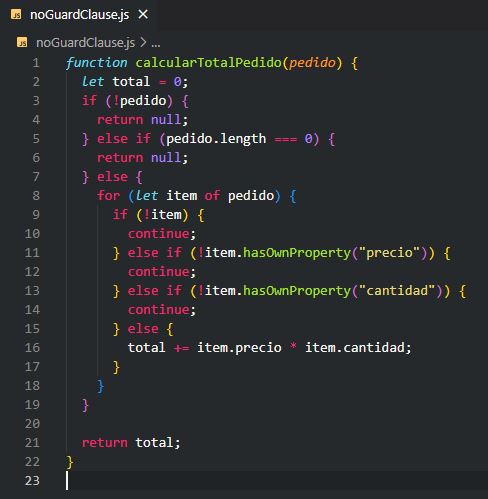 JS noGuardClause.js ×
JS noGuardClause.js > ...
1 function calcularTotalPedido(pedido) {
2   let total = 0;
3   if (!pedido) {
4     return null;
5   } else if (pedido.length === 0) {
6     return null;
7   } else {
8     for (let item of pedido) {
9       if (!item) {
10         continue;
11       } else if (!item.hasOwnProperty("precio")) {
12         continue;
13       } else if (!item.hasOwnProperty("cantidad")) {
14         continue;
15       } else {
16         total += item.precio * item.cantidad;
17       }
18     }
19   }
20
21   return total;
22 }
23